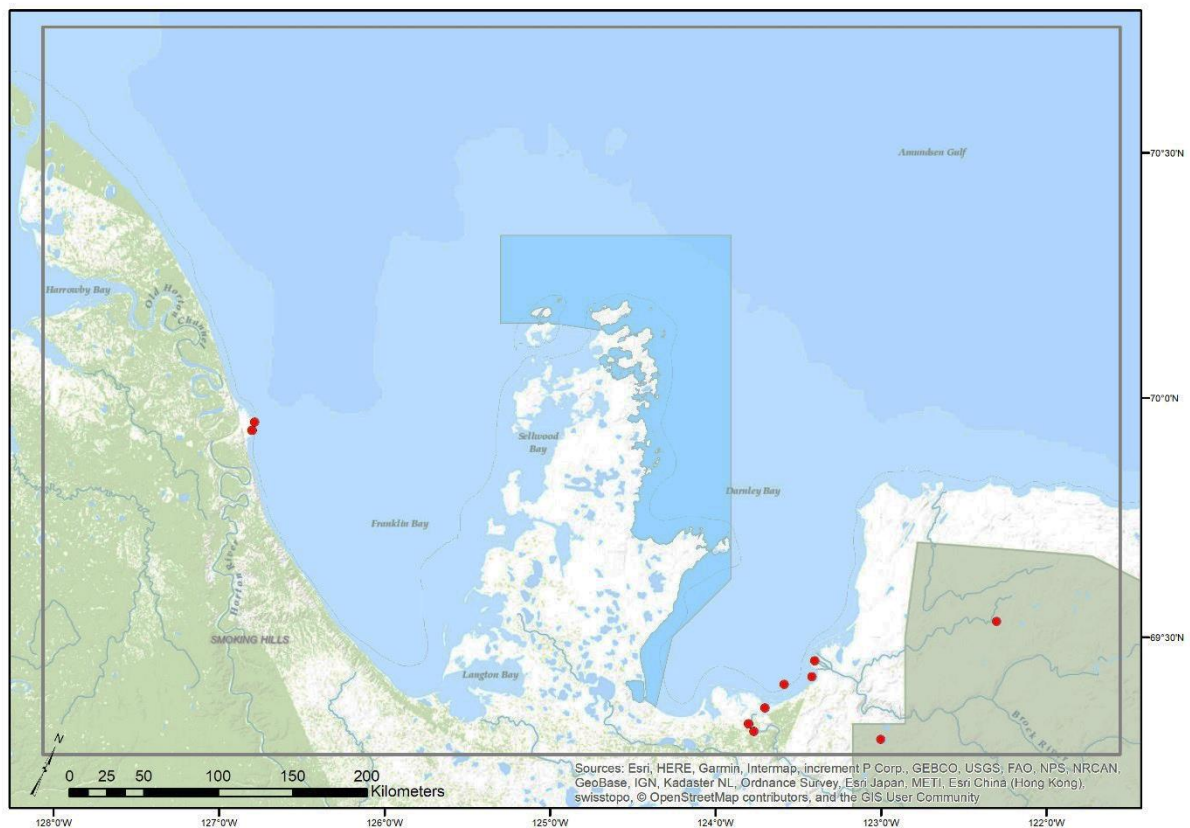 Amundsen Gulf
70°30'N
Harrowby Bay
Old Horton Channel
70°0'N
Sellwood
Bay
Darnley Bay
Franklin Bay
Horton River
SMOKING HILLS
69°30'N
Langton Bay
Brock River
N
0 25 50 100 150 200
Kilometers
Sources: Esri, HERE, Garmin, Intermap, increment P Corp., GEBCO, USGS, FAO, NPS, NRCAN,
GeoBase, IGN, Kadaster NL, Ordnance Survey, Esri Japan, METI, Esri China (Hong Kong),
swisstopo, © OpenStreetMap contributors, and the GIS User Community
128°0'W 127°0'W 126°0'W 125°0'W 124°0'W 123°0'W 122°0'W